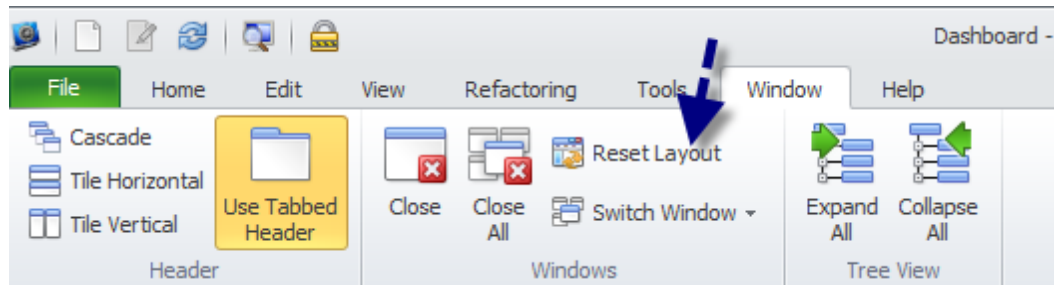 Dashboard -
File Home Edit View Refactoring Tools Window Help
Cascade
Tile Horizontal
Tile Vertical
Use Tabbed
Header
Header
Close
Close
All
Reset Layout
Switch Window
Windows
Expand
All
Collapse
All
Tree View